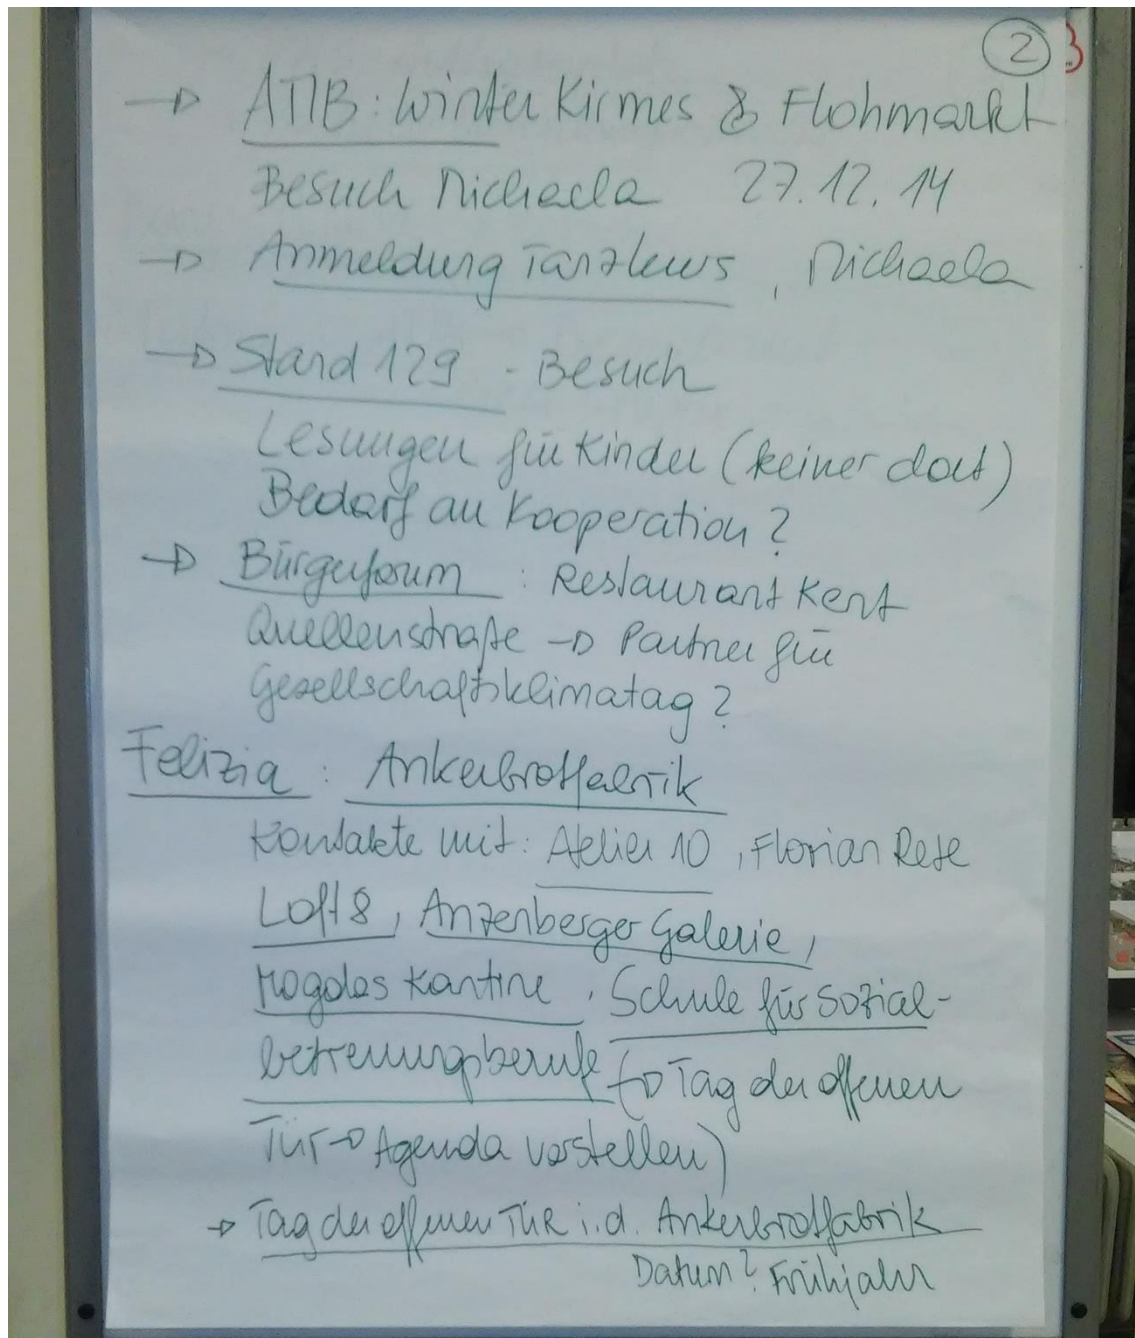 2
→ ATIB: Winter Kirmes & Flohmarkt
Besuch Michaela 27.12.14
→ Anmeldung Tanzkurs, Michaela
→ Stand 129 - Besuch
Lesungen für Kinder (keiner dort)
Bedarf an Kooperation?
→ Bürgerforum: Restaurant Kent
Quellenstraße → Partner für
Gesellschaftsklimatag?
Felizia: Ankerbrotfabrik
Kontakte mit: Atelier 10, Florian
Loft 8, Anzenberger Galerie,
Magdas Kantine, Schule für Sozial-
betreuungsberufe (→ Tag der offenen
Tür → Agenda vorstellen)
→ Tag der offenen TüR i.d. Ankerbrotfabrik
Datum? Frühjahr